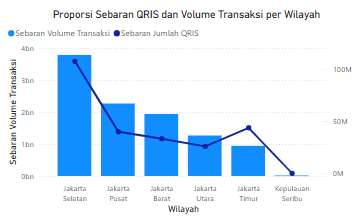 Proporsi Sebaran QRIS dan Volume Transaksi per Wilayah
Sebaran Volume Transaksi Sebaran Jumlah QRIS
Sebaran Volume Transaksi
4bn
3bn
2bn
1bn
0bn
100M
50M
0M
Jakarta Selatan
Jakarta Pusat
Jakarta Barat
Jakarta Utara
Jakarta Timur
Kepulauan Seribu
Wilayah